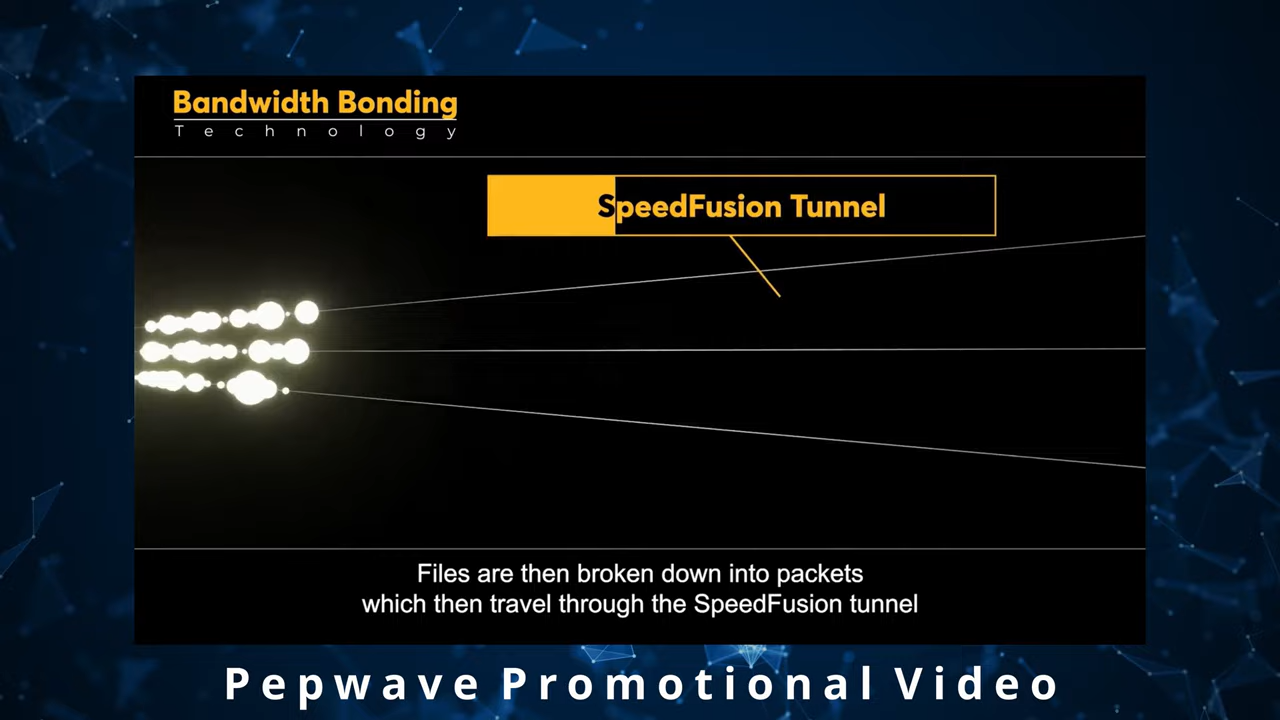 Bandwidth Bonding
Technology
SpeedFusion Tunnel
Files are then broken down into packets
which then travel through the SpeedFusion tunnel
Pepwave Promotional Video